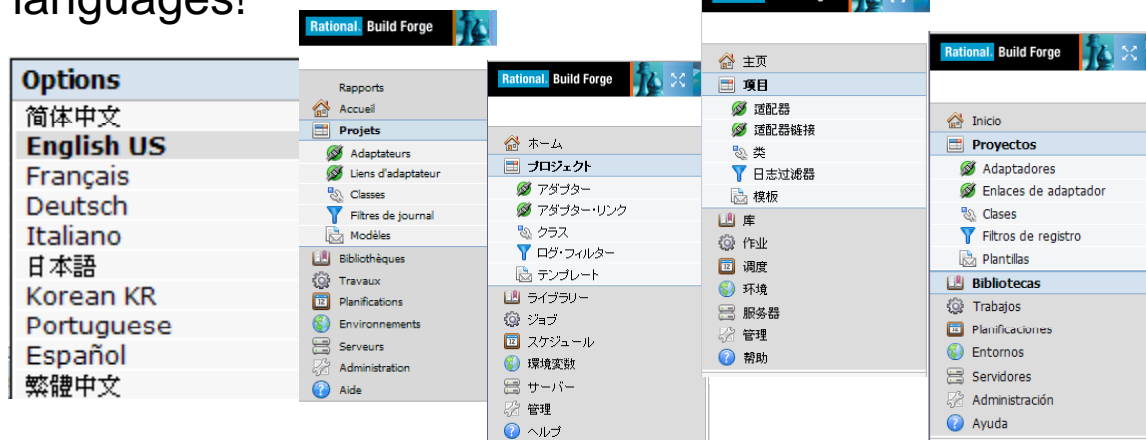 languages!
Options
简体中文
English US
Français
Deutsch
Italiano
日本語
Korean KR
Portuguese
Español
繁體中文
Rational. Build Forge
Rapports
Accueil
Projets
Adaptateurs
Liens d'adaptateur
Classes
Filtres de journal
Modèles
Bibliothèques
Travaux
Planifications
Environnements
Serveurs
Administration
Aide
Rational. Build Forge
ホーム
プロジェクト
アダプター
アダプター・リンク
クラス
ログ・フィルター
テンプレート
ライブラリー
ジョブ
スケジュール
環境変数
サーバー
管理
ヘルプ
主页
项目
适配器
适配器链接
类
日志过滤器
模板
库
作业
调度
环境
服务器
管理
帮助
Rational. Build Forge
Inicio
Proyectos
Adaptadores
Enlaces de adaptador
Clases
Filtros de registro
Plantillas
Bibliotecas
Trabajos
Planificaciones
Entornos
Servidores
Administración
Ayuda